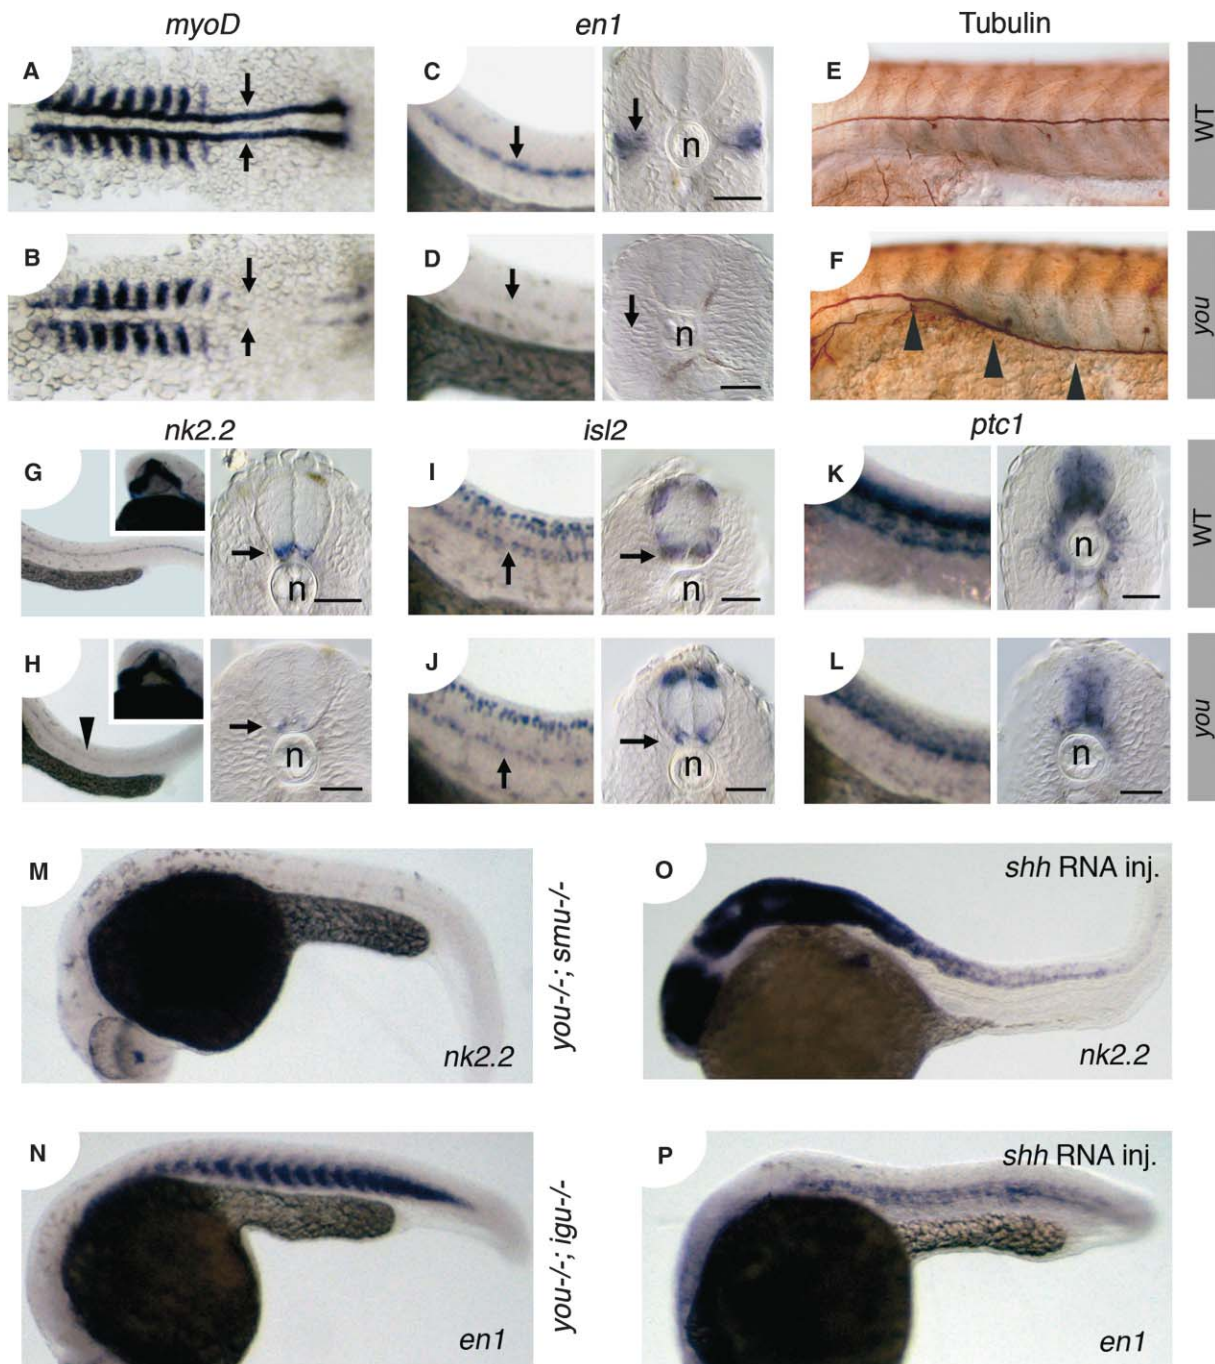 myoD en1 Tubulin
A C n E WT
B D n F you
nk2.2 isl2 ptc1
G n I K n WT
H n J n L n you
M nk2.2 you-/-; smu-/- O shh RNA inj. nk2.2
N en1 you-/-; igu-/- P shh RNA inj. en1